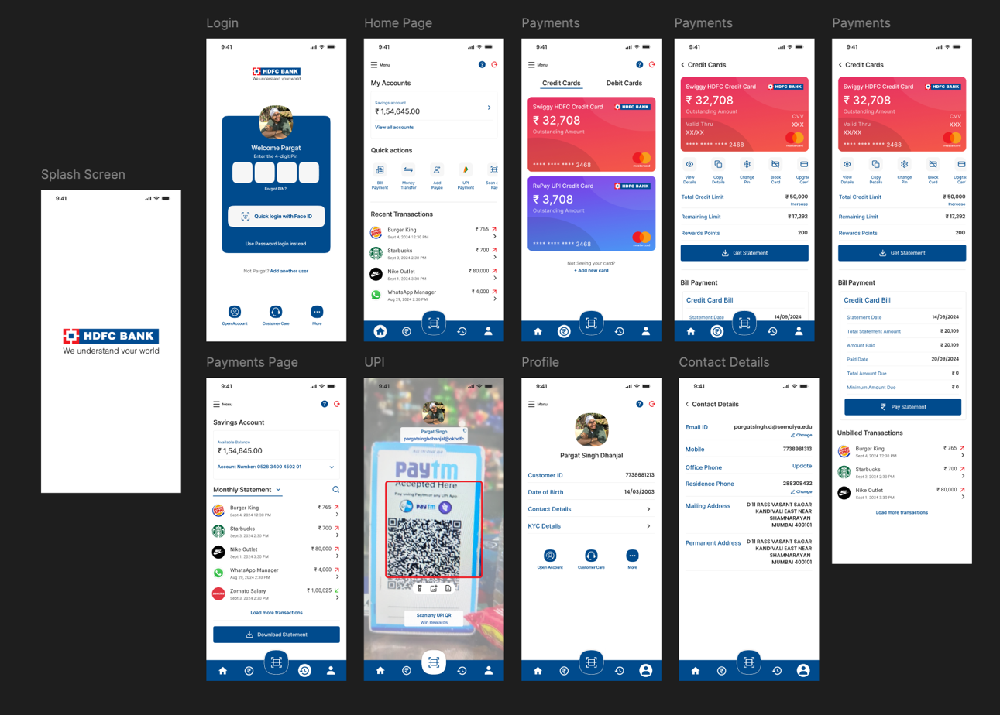 Splash Screen
9:41
HDFC BANK
We understand your world
Login
9:41
HDFC BANK
We understand your world
Welcome Pargat
Enter the 4-digit Pin
Forgot PIN?
Quick login with Face ID
Use Password login instead
Not Pargat? Add another user
Open Account
Customer Care
More
Home Page
9:41
Menu
?
My Accounts
Savings account
₹ 1,54,645.00
View all accounts
Quick actions
Bill Payment
Money Transfer
Add Payee
UPI Payment
Scan & Pay
Recent Transactions
Burger King
₹ 765
Sept 4, 2024 12:30 PM
Starbucks
₹ 700
Sept 3, 2024 2:30 PM
Nike Outlet
₹ 80,000
Sept 1, 2024 3:30 PM
WhatsApp Manager
₹ 4,000
Aug 29, 2024 2:30 PM
Payments
9:41
Menu
?
Credit Cards
Debit Cards
Swiggy HDFC Credit Card
HDFC BANK
₹ 32,708
Outstanding Amount
**** **** **** 2468
mastercard
RuPay UPI Credit Card
HDFC BANK
₹ 3,708
Outstanding Amount
**** **** **** 2468
mastercard
Not Seeing your card?
+ Add new card
Payments
9:41
Credit Cards
Swiggy HDFC Credit Card
HDFC BANK
₹ 32,708
Outstanding Amount
CVV
Valid Thru
XXX
XX/XX
**** **** **** 2468
mastercard
View Details
Copy Details
Change Pin
Block Card
Upgra
Car
Total Credit Limit
₹ 50,000
Increase
Remaining Limit
₹ 17,292
Rewards Points
200
Get Statement
Bill Payment
Credit Card Bill
Statement Date
14/09/2024
Payments
9:41
Credit Cards
Swiggy HDFC Credit Card
HDFC BANK
₹ 32,708
Outstanding Amount
CVV
Valid Thru
XXX
XX/XX
**** **** **** 2468
mastercard
View Details
Copy Details
Change Pin
Block Card
Upgra
Car
Total Credit Limit
₹ 50,000
Increase
Remaining Limit
₹ 17,292
Rewards Points
200
Get Statement
Bill Payment
Credit Card Bill
Statement Date
14/09/2024
Total Statement Amount
₹ 20,109
Amount Paid
₹ 20,109
Paid Date
20/09/2024
Total Amount Due
₹ 0
Minimum Amount Due
₹ 0
₹ Pay Statement
Unbilled Transactions
Burger King
₹ 765
Sept 4, 2024 12:30 PM
Starbucks
₹ 700
Sept 3, 2024 2:30 PM
Nike Outlet
₹ 80,000
Sept 1, 2024 3:30 PM
Load more transactions
Payments Page
9:41
Menu
?
Savings Account
Available Balance
₹ 1,54,645.00
Account Number: 0528 3400 4502 01
Monthly Statement
Burger King
₹ 765
Sept 4, 2024 12:30 PM
Starbucks
₹ 700
Sept 3, 2024 2:30 PM
Nike Outlet
₹ 80,000
Sept 1, 2024 3:30 PM
WhatsApp Manager
₹ 4,000
Aug 29, 2024 2:30 PM
zomato
Zomato Salary
₹ 1,00,025
Sept 3, 2024 2:30 PM
Load more transactions
Download Statement
UPI
9:41
Pargat Singh
pargatsinghdhanjal@okhdfc
paytm
Accepted Here
Pay using Paytm or any UPI App
paytm
Scan any UPI QR
Win Rewards
Profile
9:41
Menu
?
Pargat Singh Dhanjal
Customer ID
7738681213
Date of Birth
14/03/2003
Contact Details
KYC Details
Open Account
Customer Care
More
Contact Details
9:41
Contact Details
Email ID
pargatsingh.d@somaiya.edu
Change
Mobile
7738981313
Office Phone
Update
Residence Phone
288308432
Change
Mailing Address
D 11 RASS VASANT SAGAR
KANDIVALI EAST NEAR
SHAMNARAYAN
MUMBAI 400101
Permanent Address
D 11 RASS VASANT SAGAR
KANDIVALI EAST NEAR
SHAMNARAYAN
MUMBAI 400101